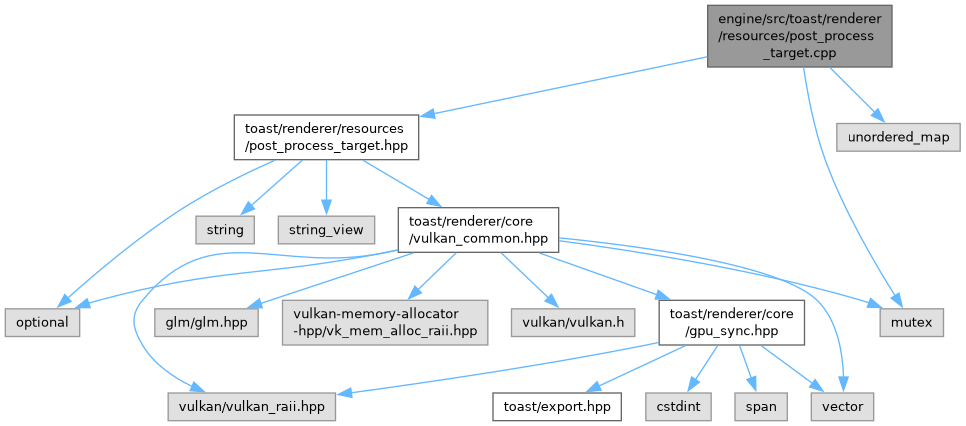 engine/src/toast/renderer
/resources/post_process
_target.cpp
toast/renderer/resources
/post_process_target.hpp
unordered_map
string
string_view
toast/renderer/core
/vulkan_common.hpp
optional
glm/glm.hpp
vulkan-memory-allocator
-hpp/vk_mem_alloc_raii.hpp
vulkan/vulkan.h
toast/renderer/core
/gpu_sync.hpp
mutex
vulkan/vulkan_raii.hpp
toast/export.hpp
cstdint
span
vector